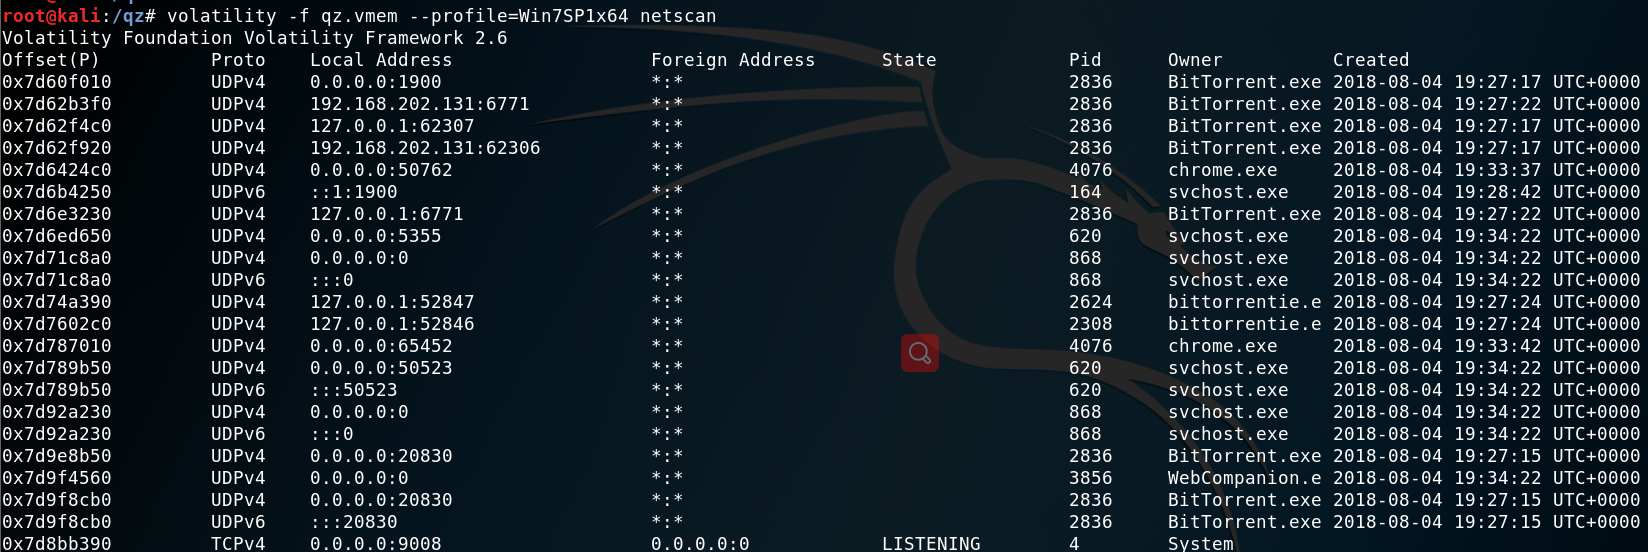 root@kali:/qz# volatility -f qz.vmem --profile=Win7SP1x64 netscan
Volatility Foundation Volatility Framework 2.6
Offset(P) Proto Local Address Foreign Address State Pid Owner Created
0x7d60f010 UDPv4 0.0.0.0:1900 *:* 2836 BitTorrent.exe 2018-08-04 19:27:17 UTC+0000
0x7d62b3f0 UDPv4 192.168.202.131:6771 *:* 2836 BitTorrent.exe 2018-08-04 19:27:22 UTC+0000
0x7d62f4c0 UDPv4 127.0.0.1:62307 *:* 2836 BitTorrent.exe 2018-08-04 19:27:17 UTC+0000
0x7d62f920 UDPv4 192.168.202.131:62306 *:* 2836 BitTorrent.exe 2018-08-04 19:27:17 UTC+0000
0x7d6424c0 UDPv4 0.0.0.0:50762 *:* 4076 chrome.exe 2018-08-04 19:33:37 UTC+0000
0x7d6b4250 UDPv6 ::1:1900 *:* 164 svchost.exe 2018-08-04 19:28:42 UTC+0000
0x7d6e3230 UDPv4 127.0.0.1:6771 *:* 2836 BitTorrent.exe 2018-08-04 19:27:22 UTC+0000
0x7d6ed650 UDPv4 0.0.0.0:5355 *:* 620 svchost.exe 2018-08-04 19:34:22 UTC+0000
0x7d71c8a0 UDPv4 0.0.0.0:0 *:* 868 svchost.exe 2018-08-04 19:34:22 UTC+0000
0x7d71c8a0 UDPv6 :::0 *:* 868 svchost.exe 2018-08-04 19:34:22 UTC+0000
0x7d74a390 UDPv4 127.0.0.1:52847 *:* 2624 bittorrentie.e 2018-08-04 19:27:24 UTC+0000
0x7d7602c0 UDPv4 127.0.0.1:52846 *:* 2308 bittorrentie.e 2018-08-04 19:27:24 UTC+0000
0x7d787010 UDPv4 0.0.0.0:65452 *:* 4076 chrome.exe 2018-08-04 19:33:42 UTC+0000
0x7d789b50 UDPv4 0.0.0.0:50523 *:* 620 svchost.exe 2018-08-04 19:34:22 UTC+0000
0x7d789b50 UDPv6 :::50523 *:* 620 svchost.exe 2018-08-04 19:34:22 UTC+0000
0x7d92a230 UDPv4 0.0.0.0:0 *:* 868 svchost.exe 2018-08-04 19:34:22 UTC+0000
0x7d92a230 UDPv6 :::0 *:* 868 svchost.exe 2018-08-04 19:34:22 UTC+0000
0x7d9e8b50 UDPv4 0.0.0.0:20830 *:* 2836 BitTorrent.exe 2018-08-04 19:27:15 UTC+0000
0x7d9f4560 UDPv4 0.0.0.0:0 *:* 3856 WebCompanion.e 2018-08-04 19:34:22 UTC+0000
0x7d9f8cb0 UDPv4 0.0.0.0:20830 *:* 2836 BitTorrent.exe 2018-08-04 19:27:15 UTC+0000
0x7d9f8cb0 UDPv6 :::20830 *:* 2836 BitTorrent.exe 2018-08-04 19:27:15 UTC+0000
0x7d8bb390 TCPv4 0.0.0.0:9008 0.0.0.0:0 LISTENING 4 System